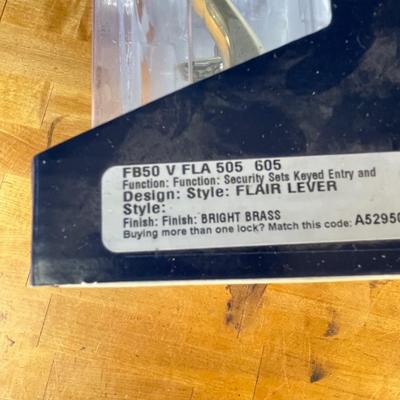 FB50 V FLA 505 605
Function: Function: Security Sets Keyed Entry and
Design: Style: FLAIR LEVER
Style:
Finish: Finish: BRIGHT BRASS
Buying more than one lock? Match this code: A52950